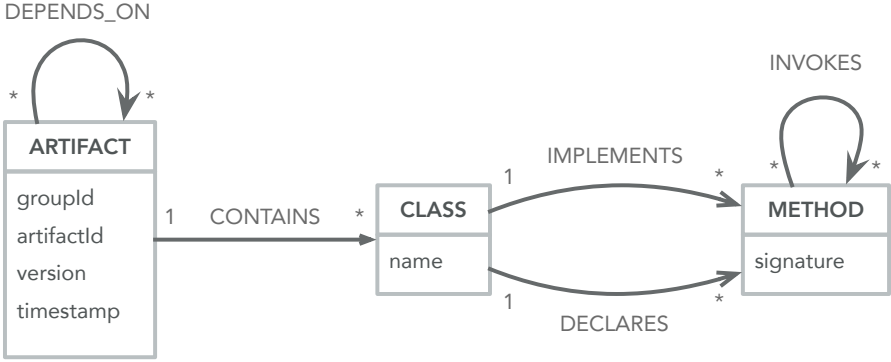 DEPENDS_ON
* *
ARTIFACT
groupId
artifactId
version
timestamp
1 CONTAINS *
CLASS
name
1 IMPLEMENTS *
1 DECLARES *
INVOKES
* *
METHOD
signature